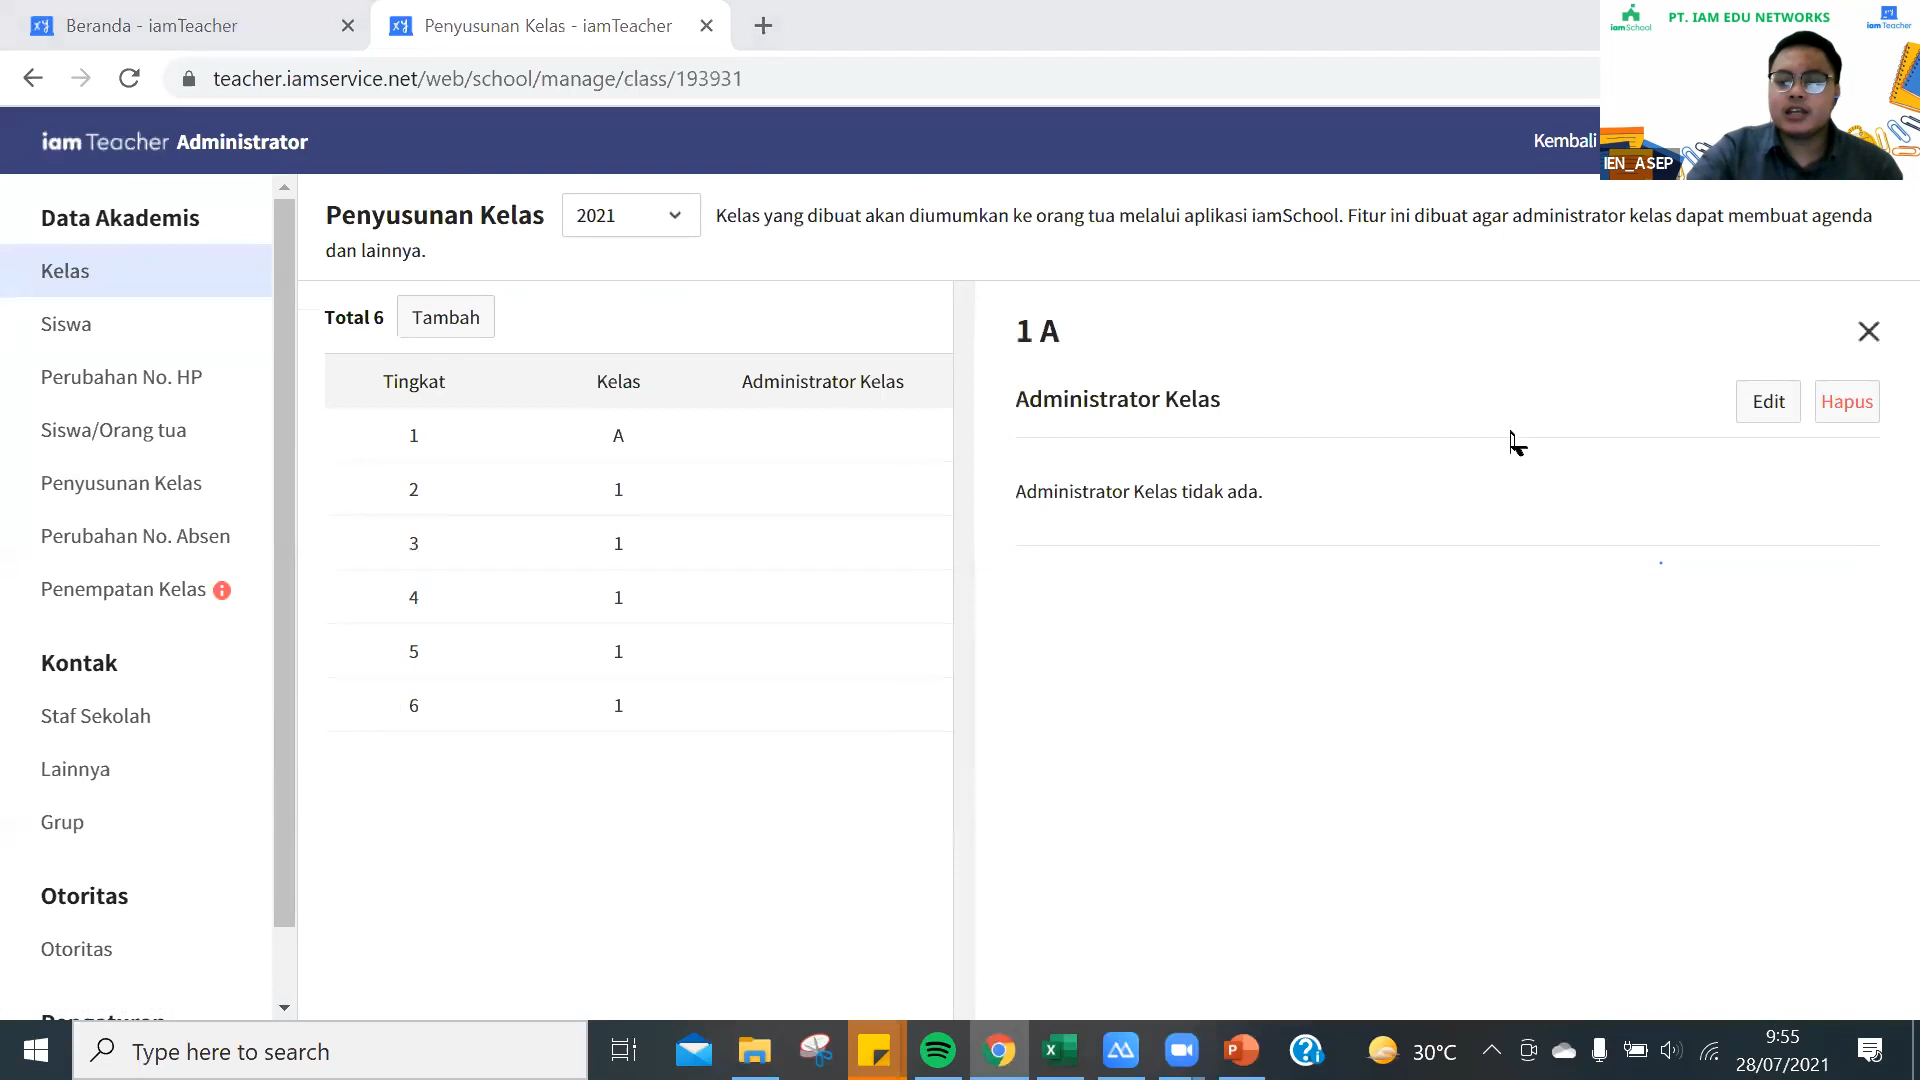 Beranda - iamTeacher
Penyusunan Kelas - iamTeacher
teacher.iamservice.net/web/school/manage/class/193931
iamSchool
PT. IAM EDU NETWORKS
iamTeacher
IEN_ASEP
iamTeacher Administrator
Kembali
Data Akademis
Kelas
Siswa
Perubahan No. HP
Siswa/Orang tua
Penyusunan Kelas
Perubahan No. Absen
Penempatan Kelas
Kontak
Staf Sekolah
Lainnya
Grup
Otoritas
Otoritas
Penyusunan Kelas 2021 Kelas yang dibuat akan diumumkan ke orang tua melalui aplikasi iamSchool. Fitur ini dibuat agar administrator kelas dapat membuat agenda
dan lainnya.
Total 6 Tambah
Tingkat Kelas Administrator Kelas
1 A
2 1
3 1
4 1
5 1
6 1
1 A
Administrator Kelas Edit Hapus
Administrator Kelas tidak ada.
Type here to search
30°C
9:55
28/07/2021